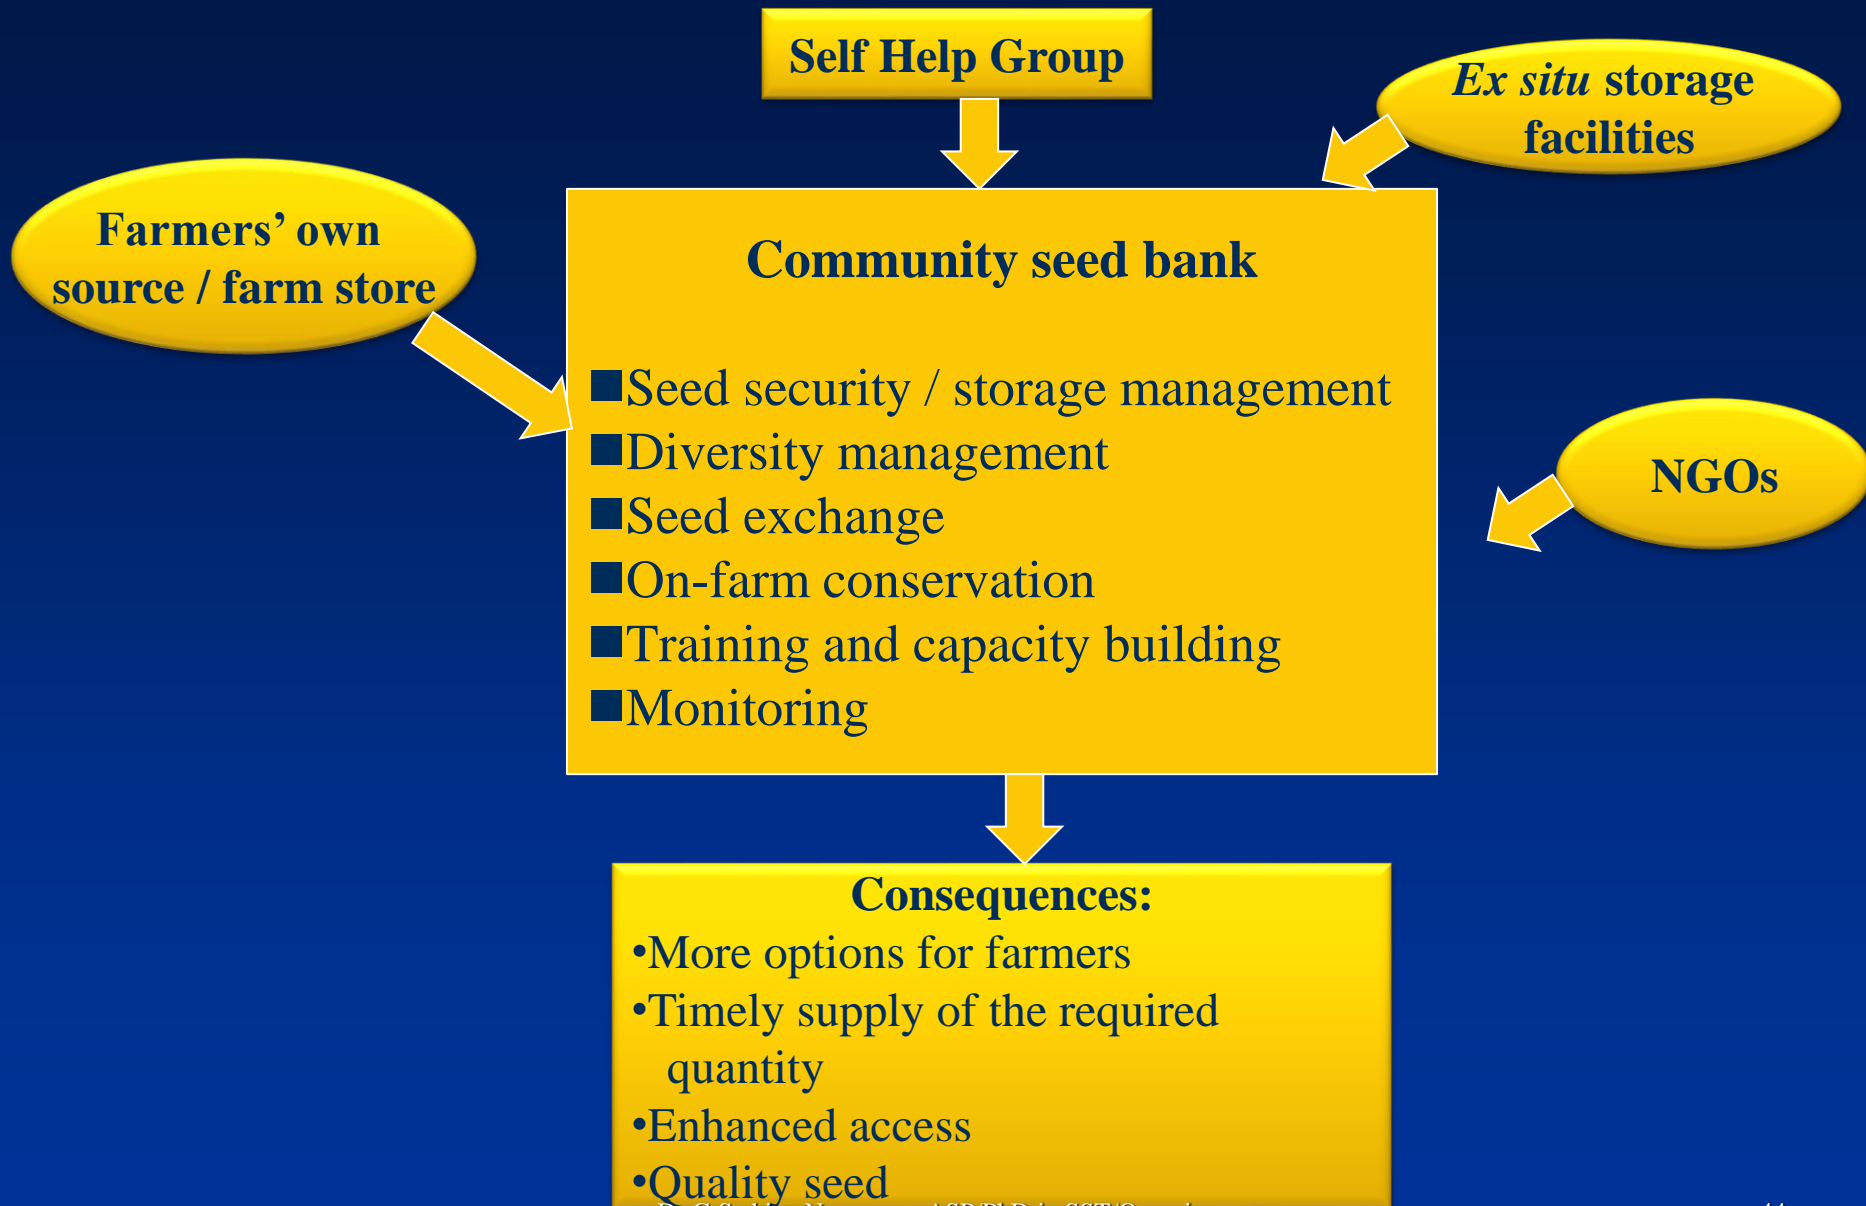 Self Help Group
Ex situ storage
facilities
Farmers’ own
source / farm store
Community seed bank
■Seed security / storage management
■Diversity management
■Seed exchange
■On-farm conservation
■Training and capacity building
■Monitoring
NGOs
Consequences:
•More options for farmers
•Timely supply of the required
quantity
•Enhanced access
•Quality seed